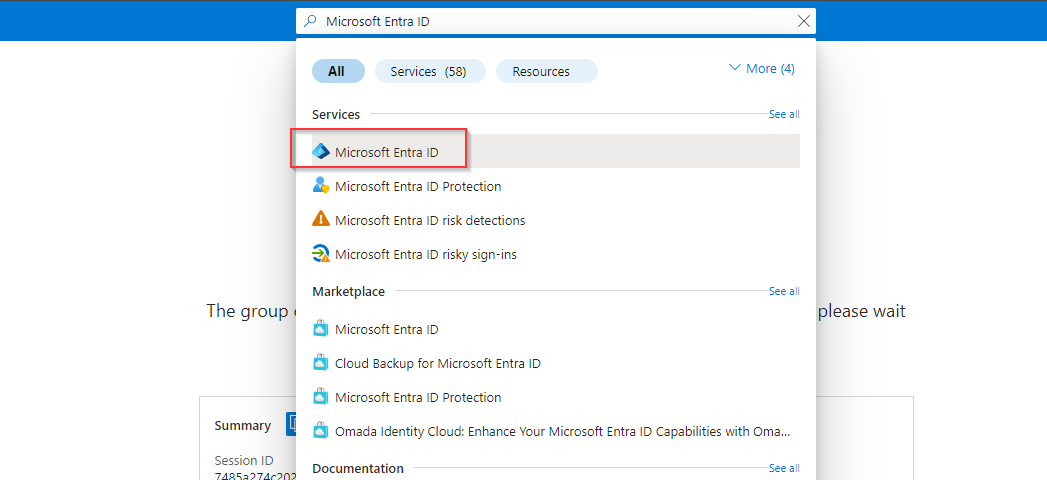 Microsoft Entra ID
All
Services (58)
Resources
More (4)
Services
See all
Microsoft Entra ID
Microsoft Entra ID Protection
Microsoft Entra ID risk detections
Microsoft Entra ID risky sign-ins
Marketplace
See all
The group
please wait
Microsoft Entra ID
Cloud Backup for Microsoft Entra ID
Microsoft Entra ID Protection
Omada Identity Cloud: Enhance Your Microsoft Entra ID Capabilities with Oma...
Summary
Session ID
7485a274c202
Documentation
See all